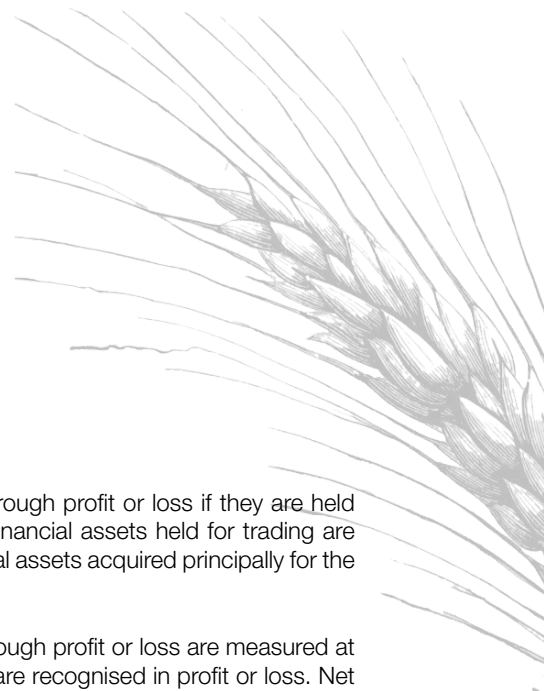 rough profit or loss if they are held
nancial assets held for trading are
al assets acquired principally for the
ough profit or loss are measured at
are recognised in profit or loss. Net